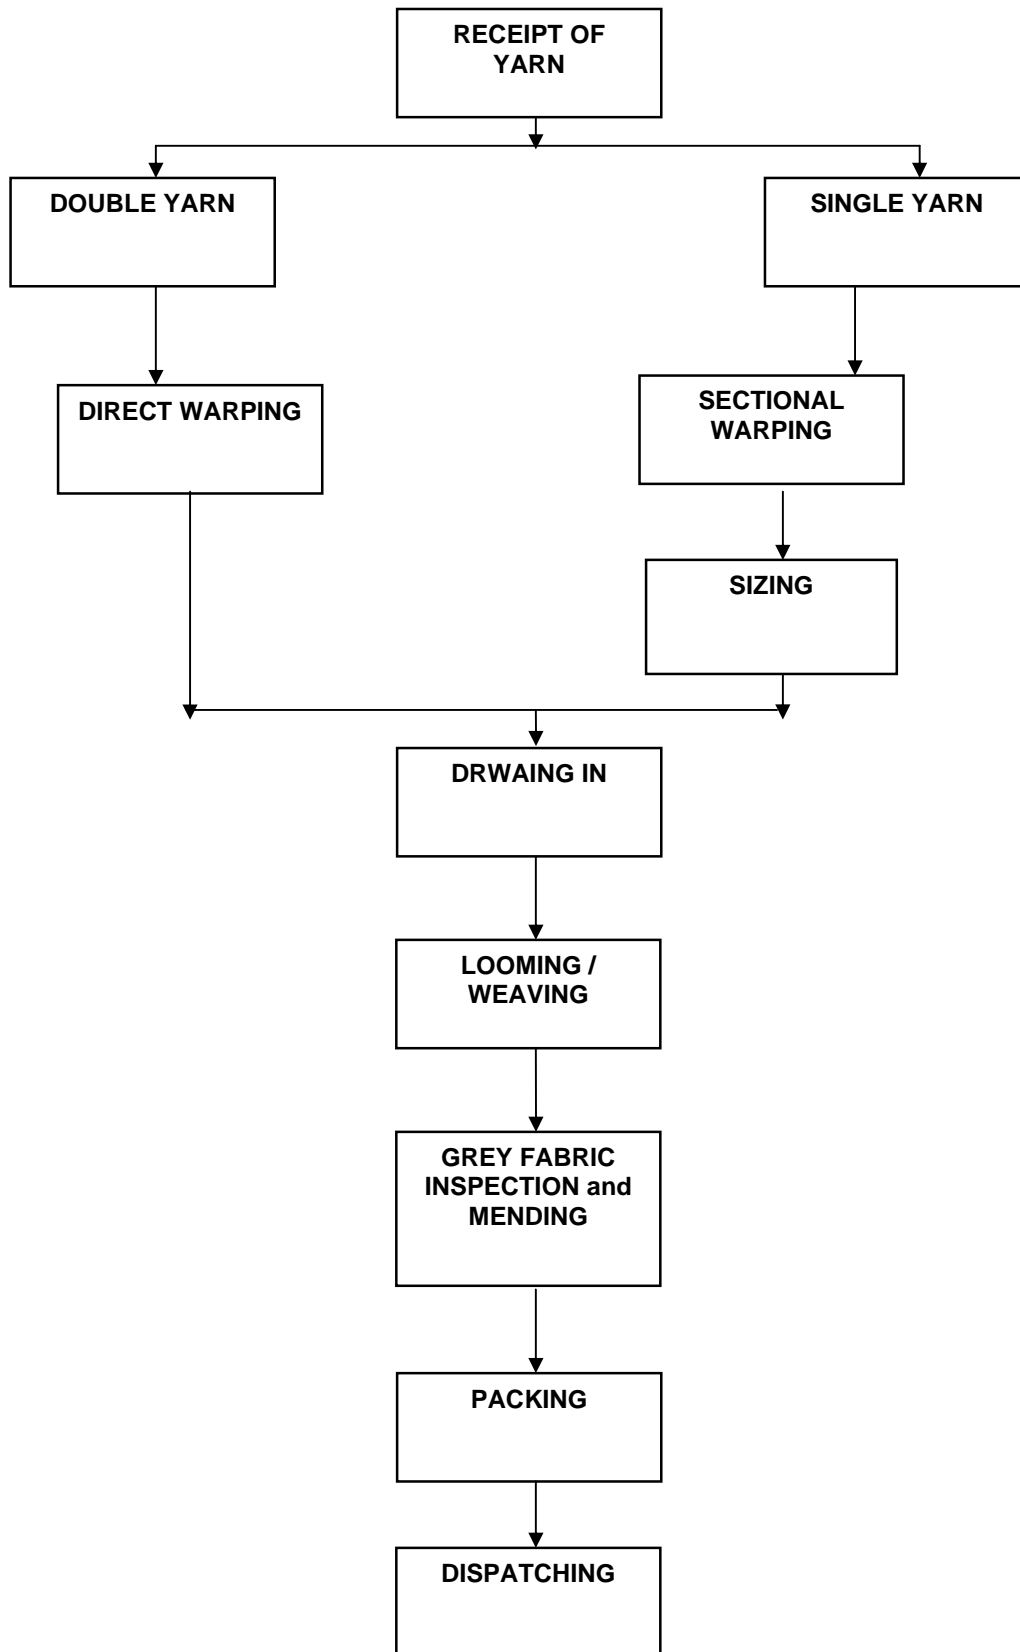 RECEIPT OF
YARN
DOUBLE YARN
SINGLE YARN
DIRECT WARPING
SECTIONAL
WARPING
SIZING
DRWAING IN
LOOMING /
WEAVING
GREY FABRIC
INSPECTION and
MENDING
PACKING
DISPATCHING